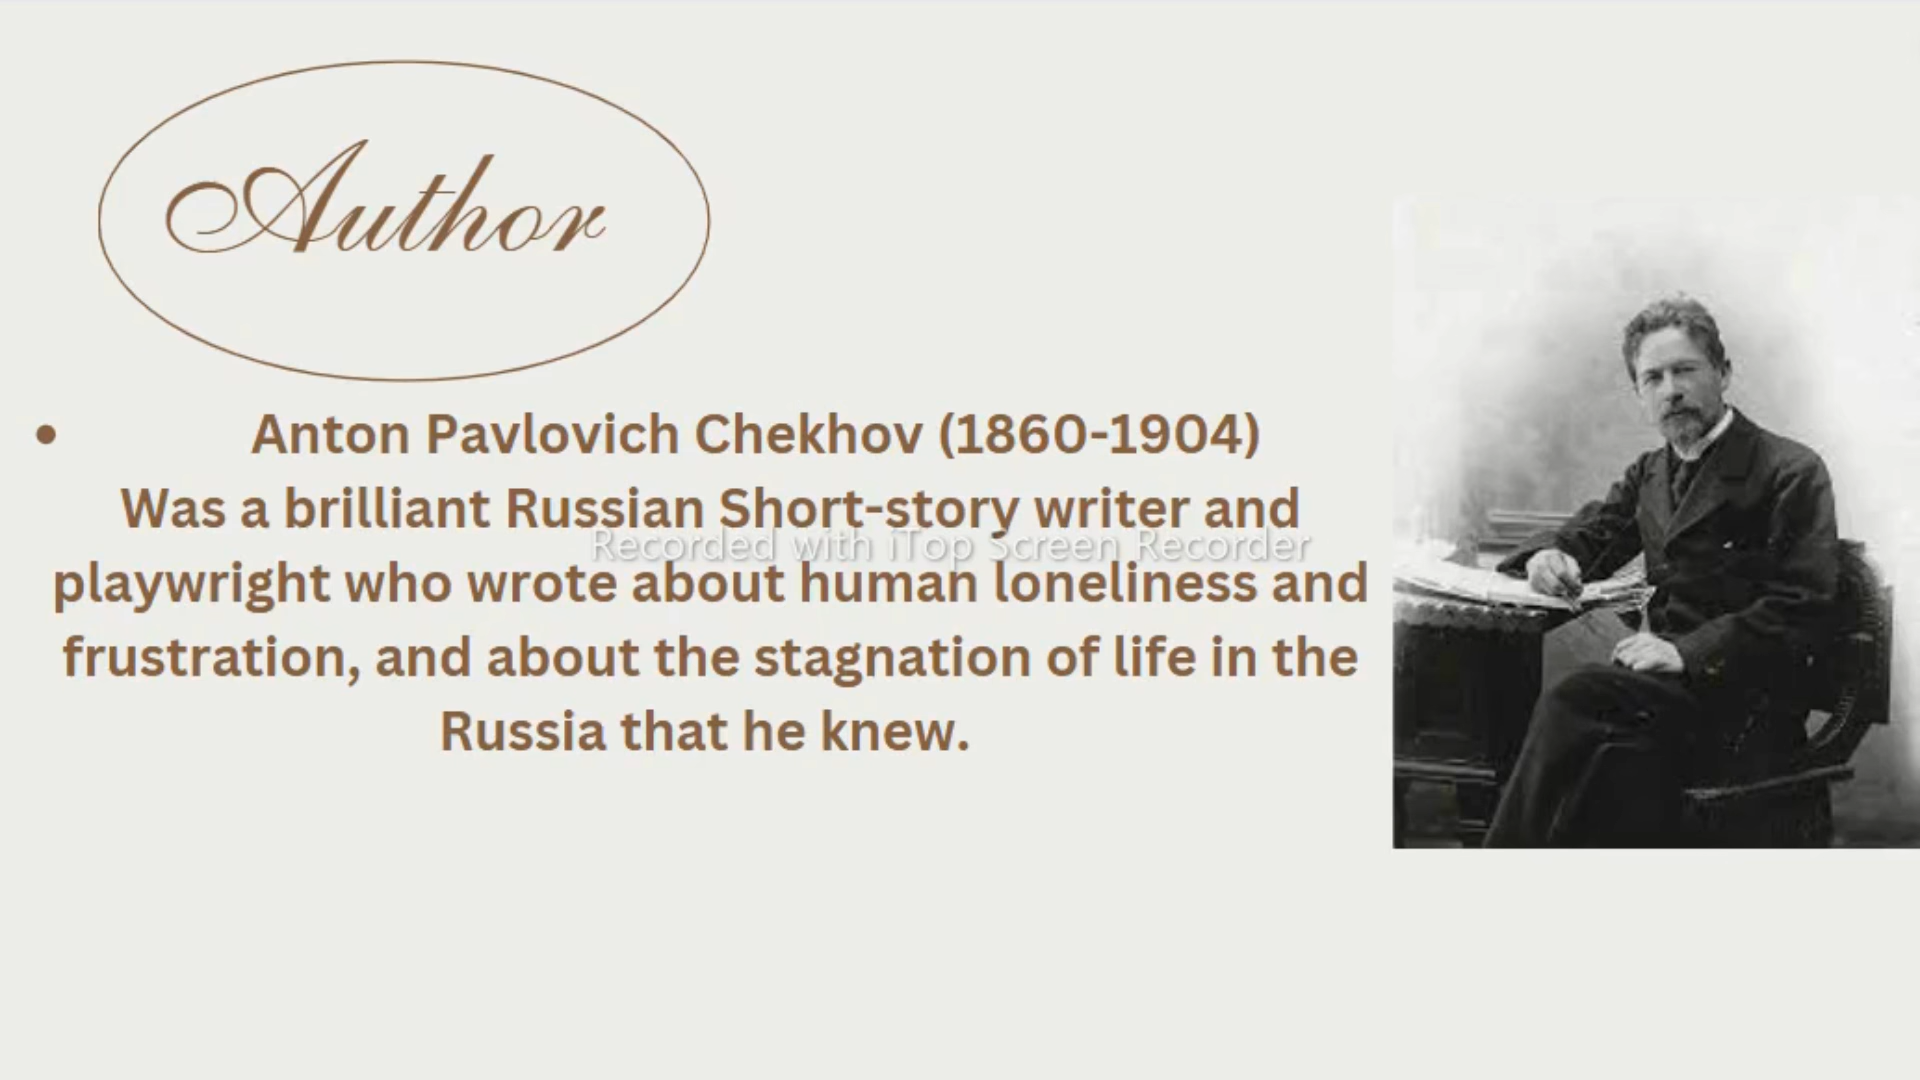 Author
• Anton Pavlovich Chekhov (1860-1904)
Was a brilliant Russian Short-story writer and
Recorded with iTop Screen Recorder
playwright who wrote about human loneliness and
frustration, and about the stagnation of life in the
Russia that he knew.